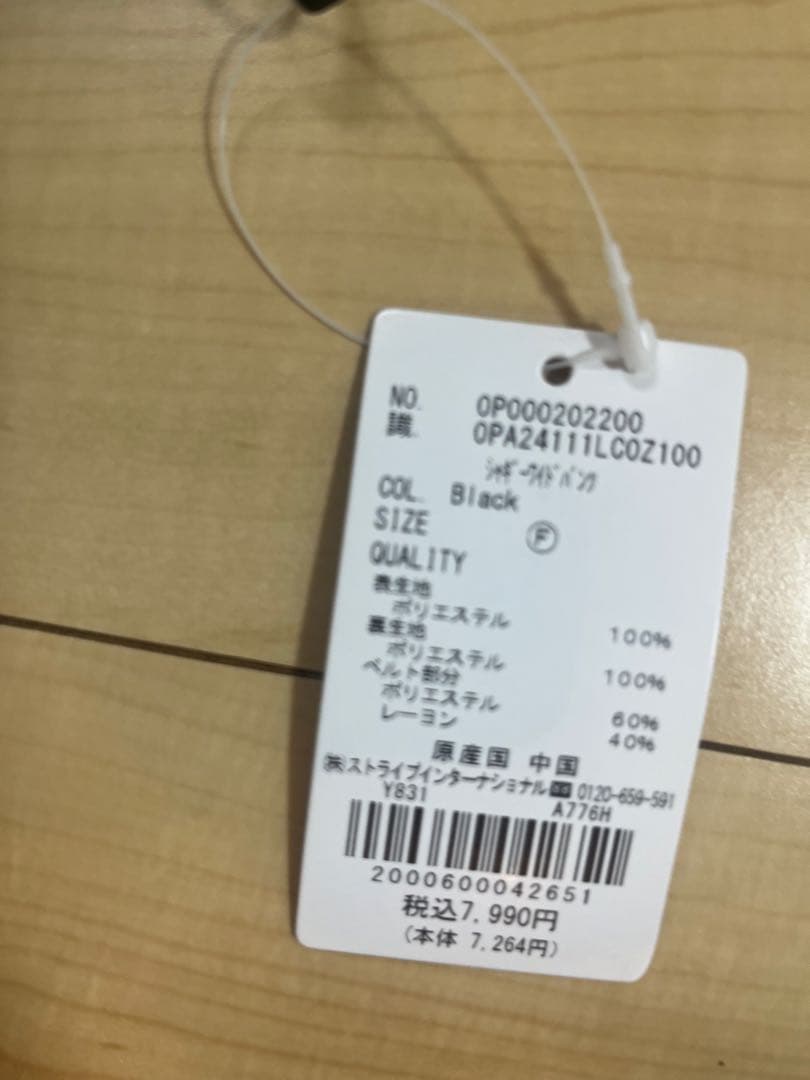 NO. 0P000202200
識. 0PA24111LC0Z100
ｼｬｷﾞｰﾜｲﾄﾞﾊﾟﾝﾂ
COL. Black
SIZE Ⓕ
QUALITY
表生地
ポリエステル 100%
裏生地
ポリエステル 100%
ベルト部分
ポリエステル 60%
レーヨン 40%
原産国 中国
㈱ストライプインターナショナル 0120-659-591
Y831 A776H
2000600042651
税込7.990円
(本体 7.264円)